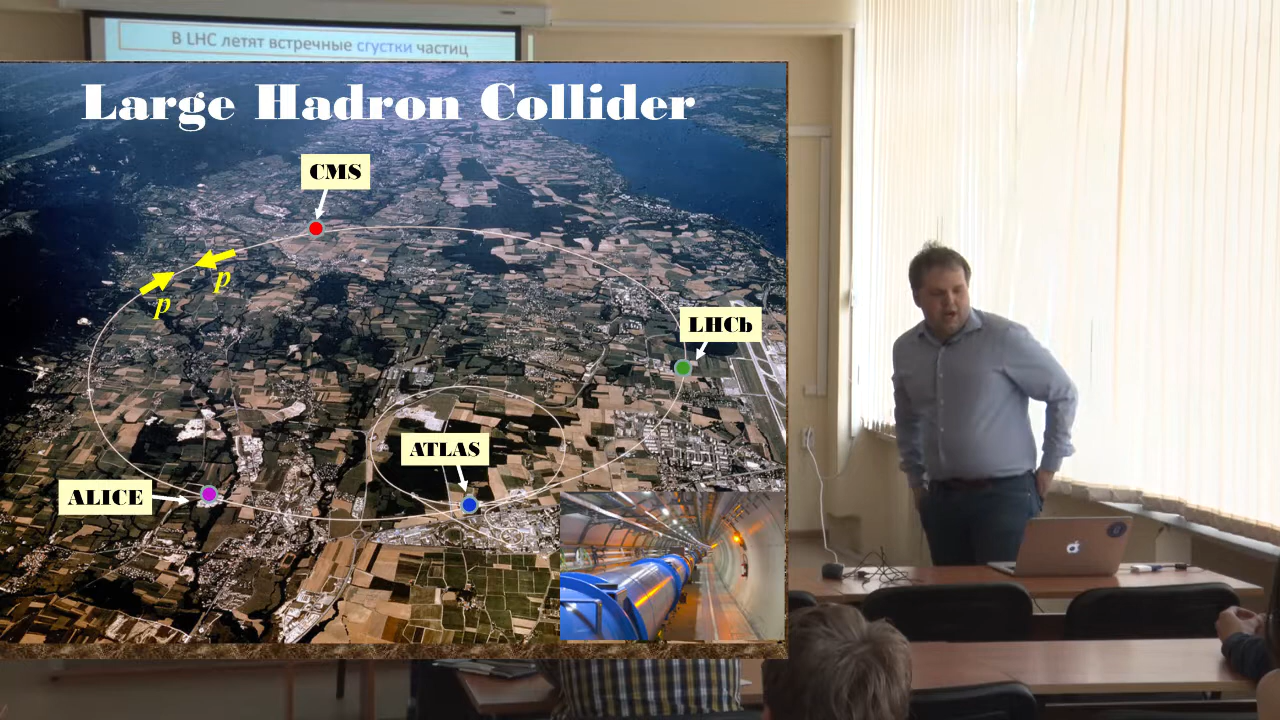 В LHC летят встречные сгустки частиц
Large Hadron Collider
CMS
p
p
LHCb
ATLAS
ALICE